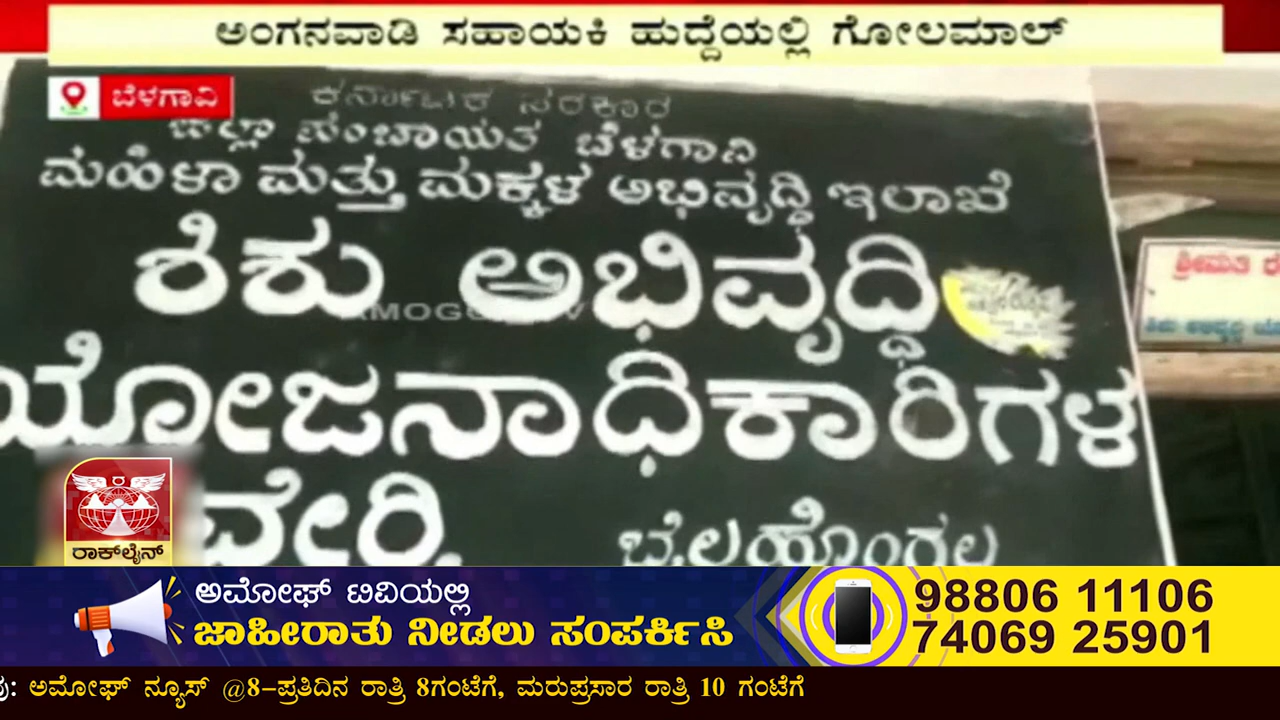 ಅಂಗನವಾಡಿ ಸಹಾಯಕಿ ಹುದ್ದೆಯಲ್ಲಿ ಗೋಲಮಾಲ್
ಬೆಳಗಾವಿ
ಕರ್ನಾಟಕ ಸರಕಾರ
ಜಿಲ್ಲಾ ಪಂಚಾಯತ ಬೆಳಗಾವಿ
ಮಹಿಳಾ ಮತ್ತು ಮಕ್ಕಳ ಅಭಿವೃದ್ಧಿ ಇಲಾಖೆ
ಶಿಶು ಅಭಿವೃದ್ಧಿ
ಯೋಜನಾಧಿಕಾರಿಗಳ
ಬೈಲಹೊಂಗಲ
ಶ್ರೀಮತಿ
ರಾಕ್‌ಲೈನ್
ಅಮೋಘ್ ಟಿವಿಯಲ್ಲಿ
ಜಾಹೀರಾತು ನೀಡಲು ಸಂಪರ್ಕಿಸಿ
98806 11106
74069 25901
ಅಮೋಘ್ ನ್ಯೂಸ್ @8-ಪ್ರತಿದಿನ ರಾತ್ರಿ 8ಗಂಟೆಗೆ, ಮರುಪ್ರಸಾರ ರಾತ್ರಿ 10 ಗಂಟೆಗೆ